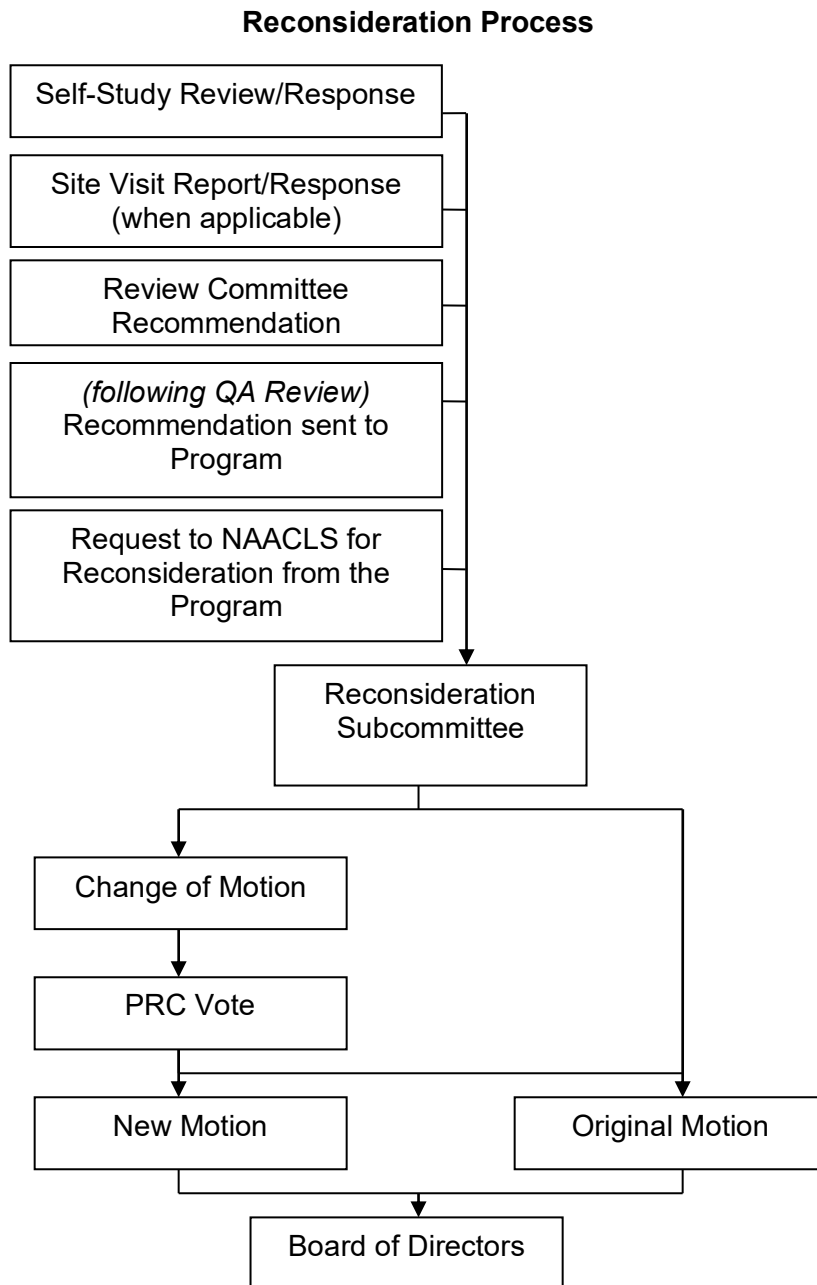 Reconsideration Process
Self-Study Review/Response
Site Visit Report/Response
(when applicable)
Review Committee
Recommendation
(following QA Review)
Recommendation sent to
Program
Request to NAACLS for
Reconsideration from the
Program
Reconsideration
Subcommittee
Change of Motion
PRC Vote
New Motion
Original Motion
Board of Directors